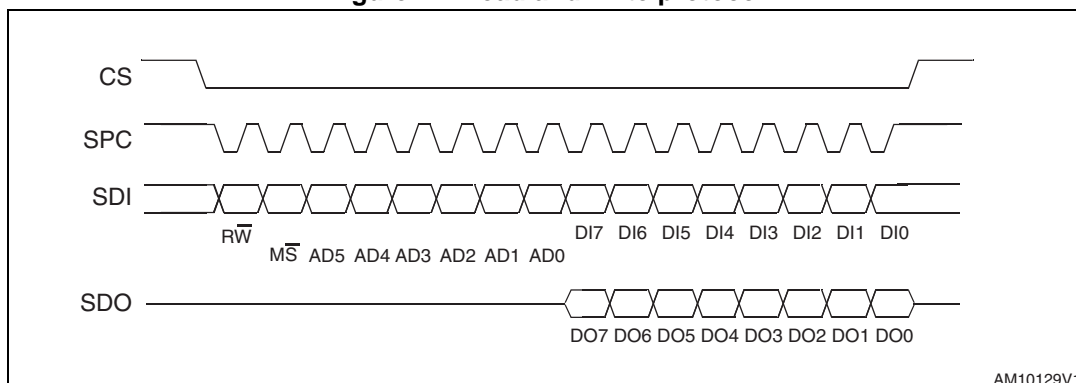 CS
SPC
SDI
RW̅ DI7 DI6 DI5 DI4 DI3 DI2 DI1 DI0
MS̅ AD5 AD4 AD3 AD2 AD1 AD0
SDO
DO7 DO6 DO5 DO4 DO3 DO2 DO1 DO0
AM10129V1